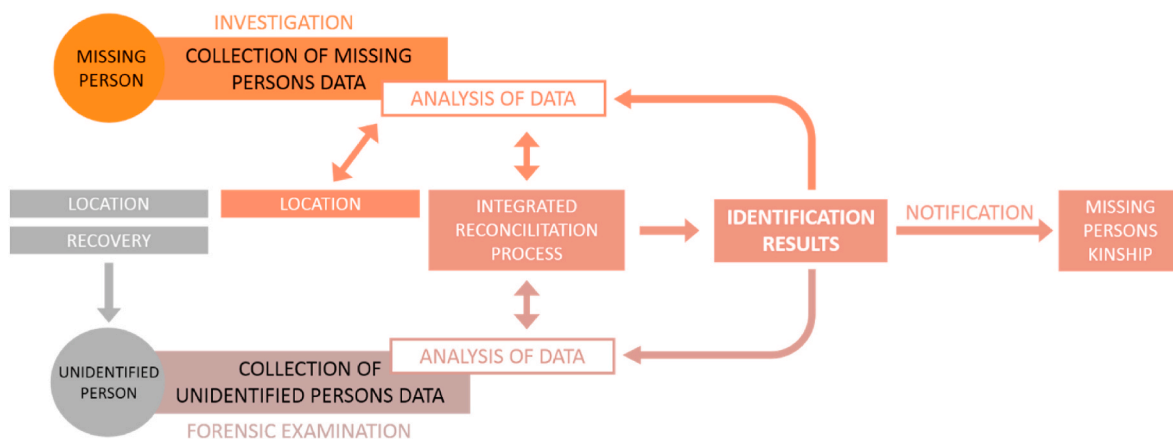 INVESTIGATION
MISSING
PERSON
COLLECTION OF MISSING
PERSONS DATA
ANALYSIS OF DATA
LOCATION
RECOVERY
LOCATION
INTEGRATED
RECONCILITATION
PROCESS
IDENTIFICATION
RESULTS
NOTIFICATION
MISSING
PERSONS
KINSHIP
ANALYSIS OF DATA
UNIDENTIFIED
PERSON
COLLECTION OF
UNIDENTIFIED PERSONS DATA
FORENSIC EXAMINATION